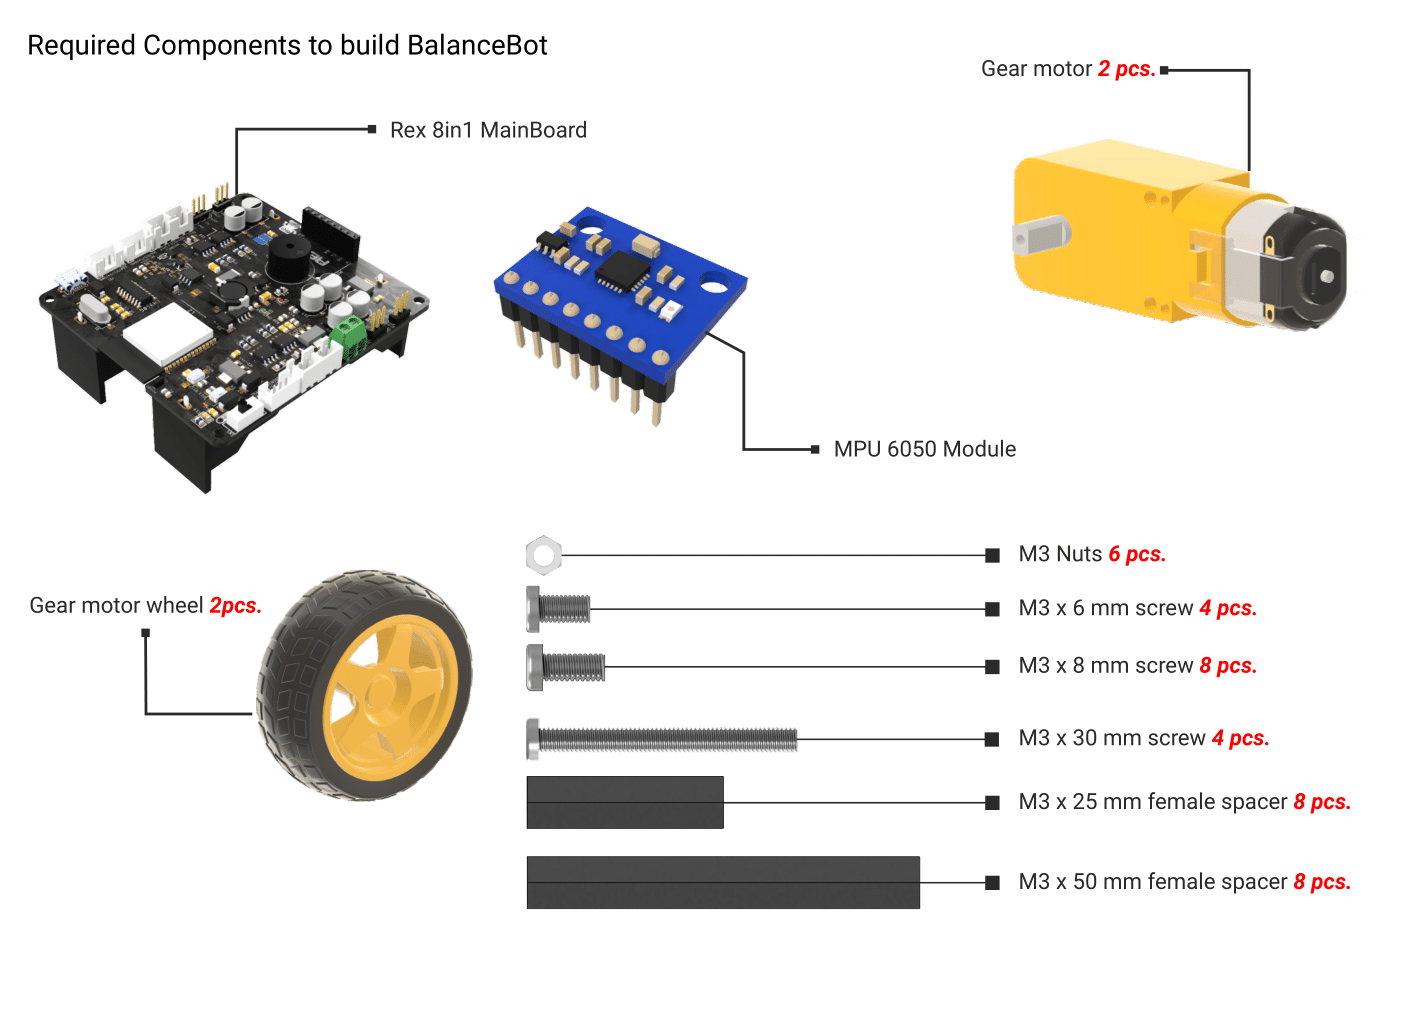 Required Components to build BalanceBot
Gear motor 2 pcs.
Rex 8in1 MainBoard
MPU 6050 Module
M3 Nuts 6 pcs.
Gear motor wheel 2pcs.
M3 x 6 mm screw 4 pcs.
M3 x 8 mm screw 8 pcs.
M3 x 30 mm screw 4 pcs.
M3 x 25 mm female spacer 8 pcs.
M3 x 50 mm female spacer 8 pcs.